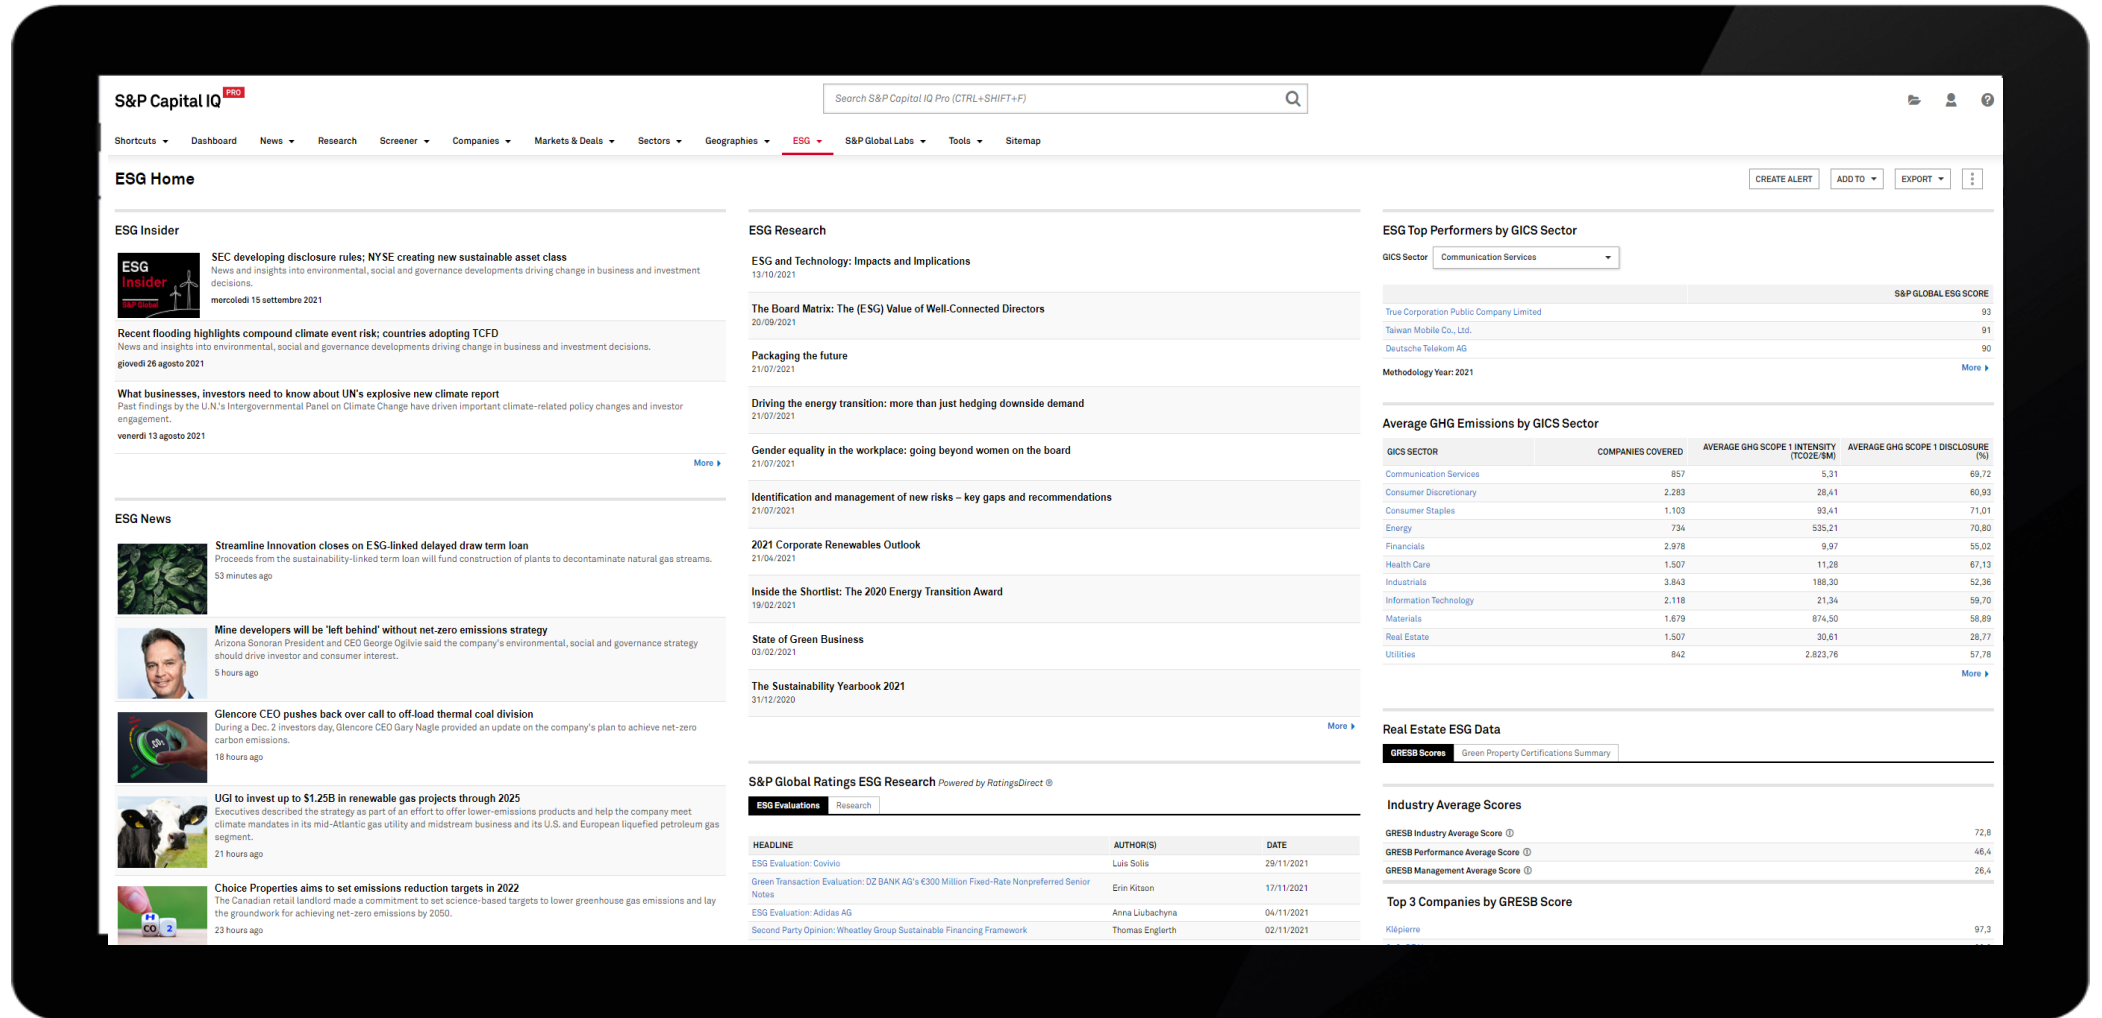 S&P Capital IQ PRO
Search S&P Capital IQ Pro (CTRL+SHIFT+F)
Shortcuts Dashboard News Research Screener Companies Markets & Deals Sectors Geographies ESG S&P Global Labs Tools Sitemap
ESG Home
CREATE ALERT ADD TO EXPORT
ESG Insider
ESG
Insider
S&P Global
SEC developing disclosure rules; NYSE creating new sustainable asset class
News and insights into environmental, social and governance developments driving change in business and investment
decisions.
mercoledì 15 settembre 2021
Recent flooding highlights compound climate event risk; countries adopting TCFD
News and insights into environmental, social and governance developments driving change in business and investment decisions.
giovedì 26 agosto 2021
What businesses, investors need to know about UN's explosive new climate report
Past findings by the U.N.'s Intergovernmental Panel on Climate Change have driven important climate-related policy changes and investor
engagement.
venerdì 13 agosto 2021
More
ESG News
Streamline Innovation closes on ESG-linked delayed draw term loan
Proceeds from the sustainability-linked term loan will fund construction of plants to decontaminate natural gas streams.
53 minutes ago
Mine developers will be 'left behind' without net-zero emissions strategy
Arizona Sonoran President and CEO George Ogilvie said the company's environmental, social and governance strategy
should drive investor and consumer interest.
5 hours ago
CO₂
Glencore CEO pushes back over call to off-load thermal coal division
During a Dec. 2 investors day, Glencore CEO Gary Nagle provided an update on the company's plan to achieve net-zero
carbon emissions.
18 hours ago
UGI to invest up to $1.25B in renewable gas projects through 2025
Executives described the strategy as part of an effort to offer lower-emissions products and help the company meet
climate mandates in its mid-Atlantic gas utility and midstream business and its U.S. and European liquefied petroleum gas
segment.
21 hours ago
CO 2
Choice Properties aims to set emissions reduction targets in 2022
The Canadian retail landlord made a commitment to set science-based targets to lower greenhouse gas emissions and lay
the groundwork for achieving net-zero emissions by 2050.
23 hours ago
ESG Research
ESG and Technology: Impacts and Implications
13/10/2021
The Board Matrix: The (ESG) Value of Well-Connected Directors
20/09/2021
Packaging the future
21/07/2021
Driving the energy transition: more than just hedging downside demand
21/07/2021
Gender equality in the workplace: going beyond women on the board
21/07/2021
Identification and management of new risks – key gaps and recommendations
21/07/2021
2021 Corporate Renewables Outlook
21/04/2021
Inside the Shortlist: The 2020 Energy Transition Award
19/02/2021
State of Green Business
03/02/2021
The Sustainability Yearbook 2021
31/12/2020
More
S&P Global Ratings ESG Research Powered by RatingsDirect ®
ESG Evaluations Research
HEADLINE AUTHOR(S) DATE
ESG Evaluation: Covivio Luis Solis 29/11/2021
Green Transaction Evaluation: DZ BANK AG's €300 Million Fixed-Rate Nonpreferred Senior
Notes Erin Kitson 17/11/2021
ESG Evaluation: Adidas AG Anna Liubachyna 04/11/2021
Second Party Opinion: Wheatley Group Sustainable Financing Framework Thomas Englerth 02/11/2021
ESG Top Performers by GICS Sector
GICS Sector Communication Services
S&P GLOBAL ESG SCORE
True Corporation Public Company Limited 93
Taiwan Mobile Co., Ltd. 91
Deutsche Telekom AG 90
More
Methodology Year: 2021
Average GHG Emissions by GICS Sector
GICS SECTOR COMPANIES COVERED AVERAGE GHG SCOPE 1 INTENSITY (TCO2E/$M) AVERAGE GHG SCOPE 1 DISCLOSURE (%)
Communication Services 857 5,31 69,72
Consumer Discretionary 2.283 28,41 60,93
Consumer Staples 1.103 93,41 71,01
Energy 734 535,21 70,80
Financials 2.978 9,97 55,02
Health Care 1.507 11,28 67,13
Industrials 3.843 188,30 52,36
Information Technology 2.118 21,34 59,70
Materials 1.679 874,50 58,89
Real Estate 1.507 30,61 28,77
Utilities 842 2.823,76 57,78
More
Real Estate ESG Data
GRESB Scores Green Property Certifications Summary
Industry Average Scores
GRESB Industry Average Score 72,8
GRESB Performance Average Score 46,4
GRESB Management Average Score 26,4
Top 3 Companies by GRESB Score
Klépierre 97,3